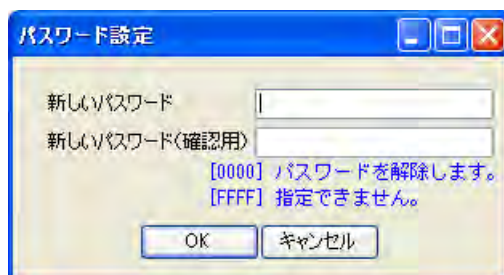 パスワード設定
新しいパスワード
新しいパスワード(確認用)
[0000] パスワードを解除します。
[FFFF] 指定できません。
OK キャンセル